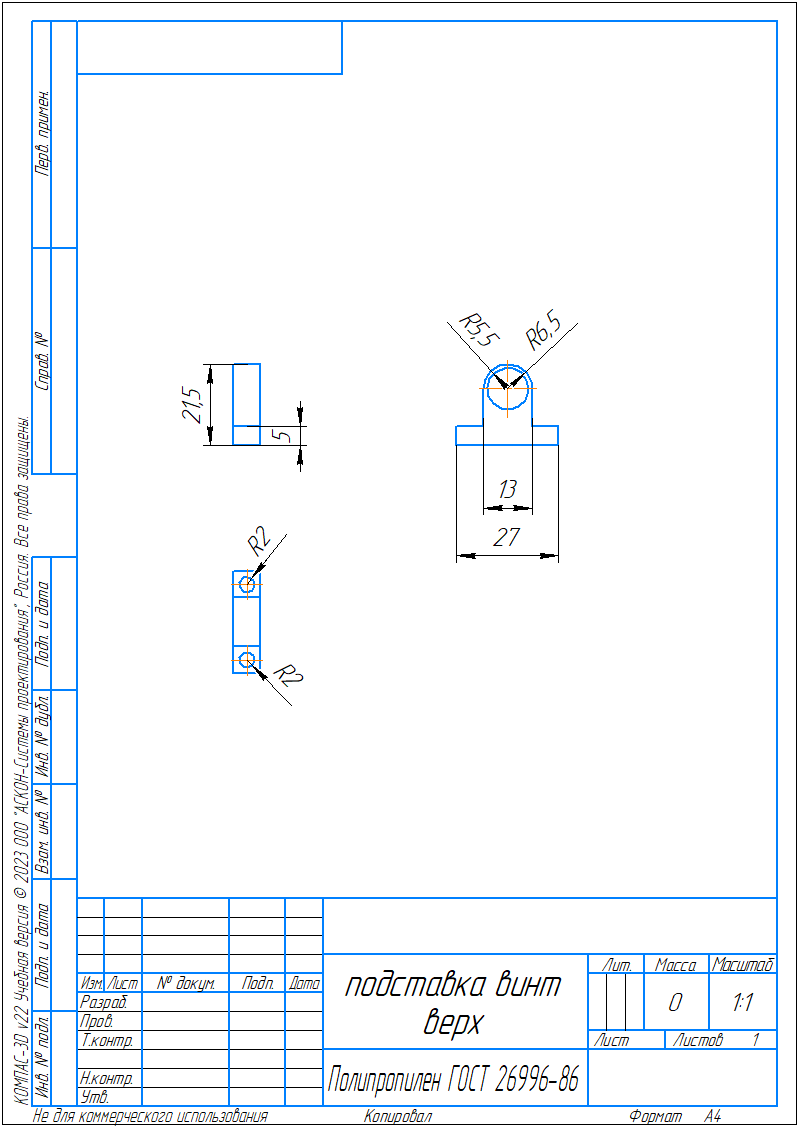 Перв. примен.
Справ. №
Подп. и дата
Инв. № дубл.
Взам. инв. №
Подп. и дата
Инв. № подл.
КОМПАС-3D v22 Учебная версия © 2023 ООО "АСКОН-Системы проектирования", Россия. Все права защищены.
R5,5
R6,5
21,5
5
13
27
R2
R2
Изм. Лист № докум. Подп. Дата
Разраб.
Пров.
Т.контр.
Н.контр.
Утв.
подставка винт
верх
Полипропилен ГОСТ 26996-86
Лит. Масса Масштаб
0 1:1
Лист Листов 1
Не для коммерческого использования Копировал Формат A4